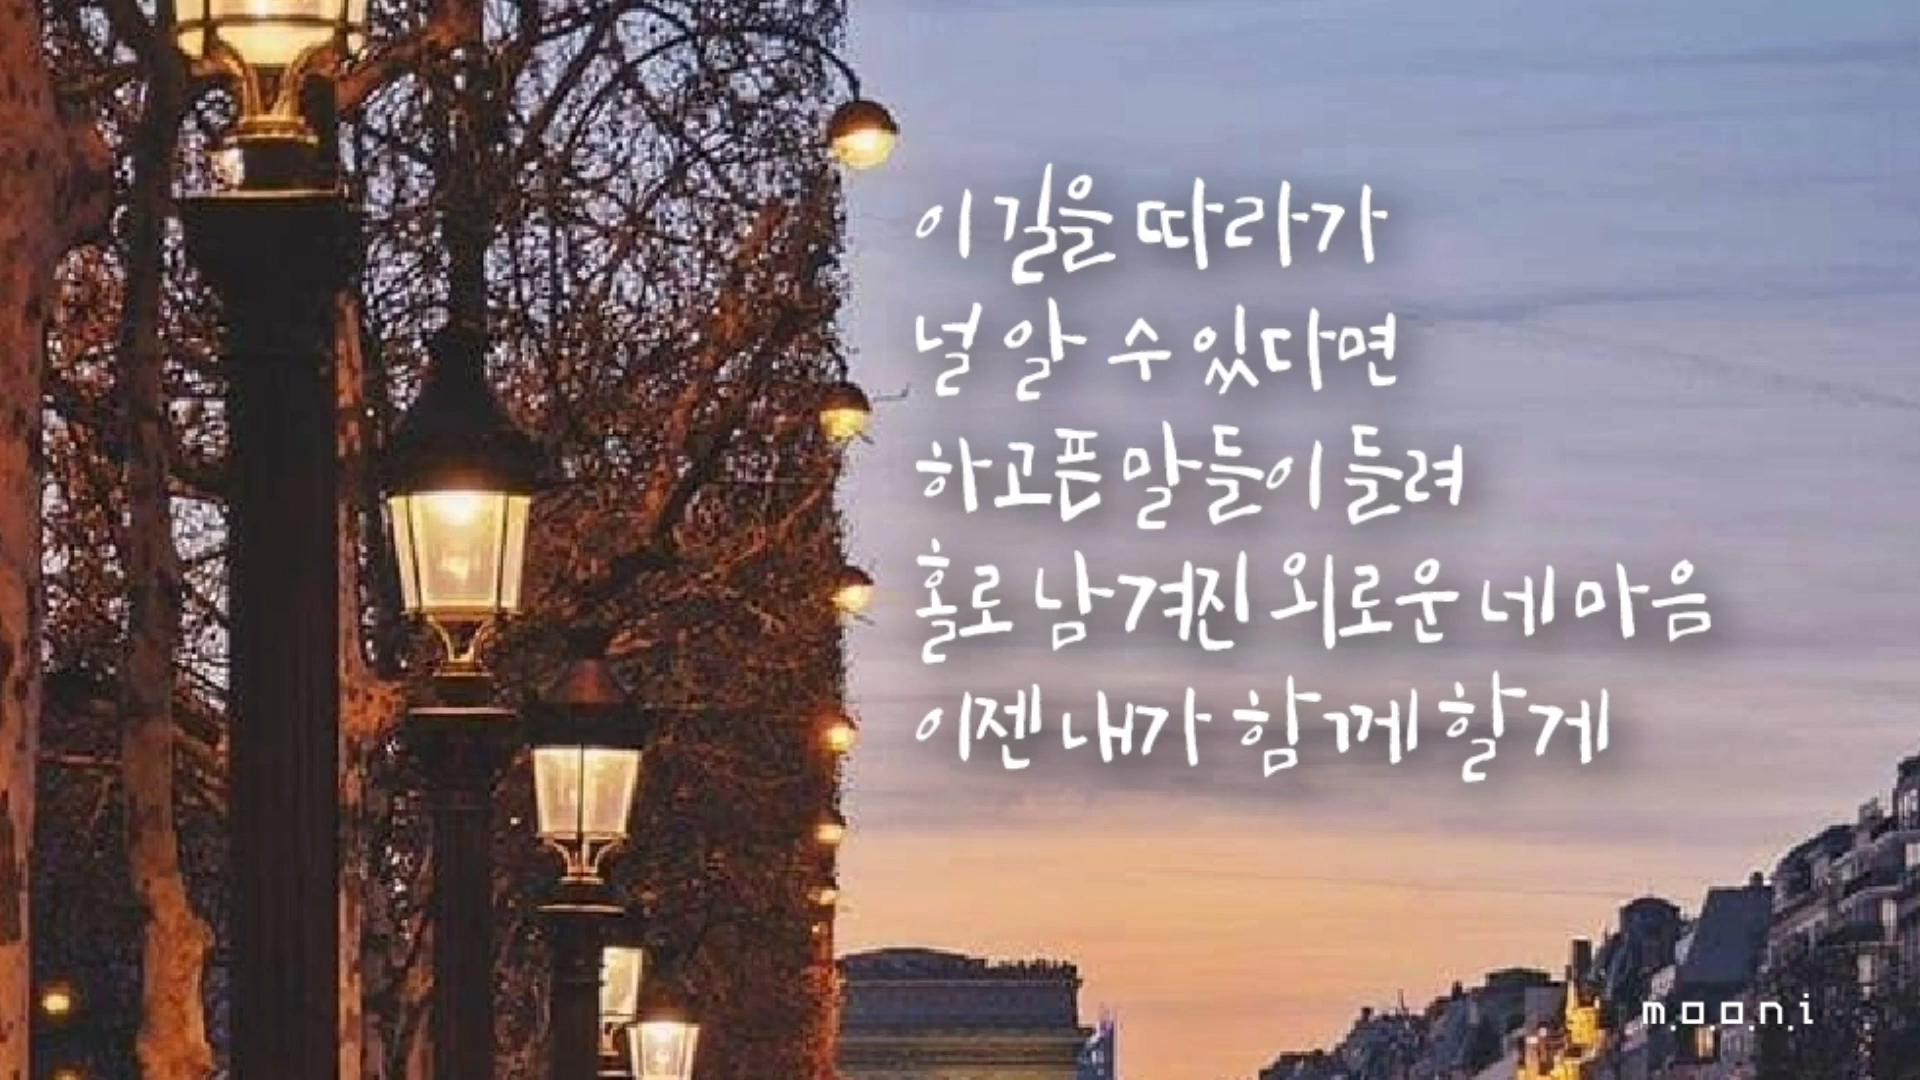 이 길을 따라가
널 알 수 있다면
하고픈 말들이 들려
홀로 남겨진 외로운 네 마음
이젠 내가 함께 할게
m.o.o.n.i